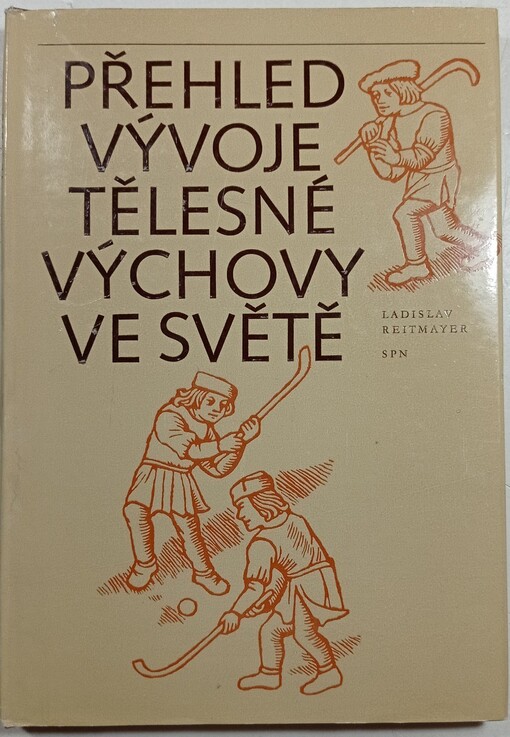 PŘEHLED
VÝVOJE
TĚLESNÉ
VÝCHOVY
VE SVĚTĚ
LADISLAV
REITMAYER
SPN